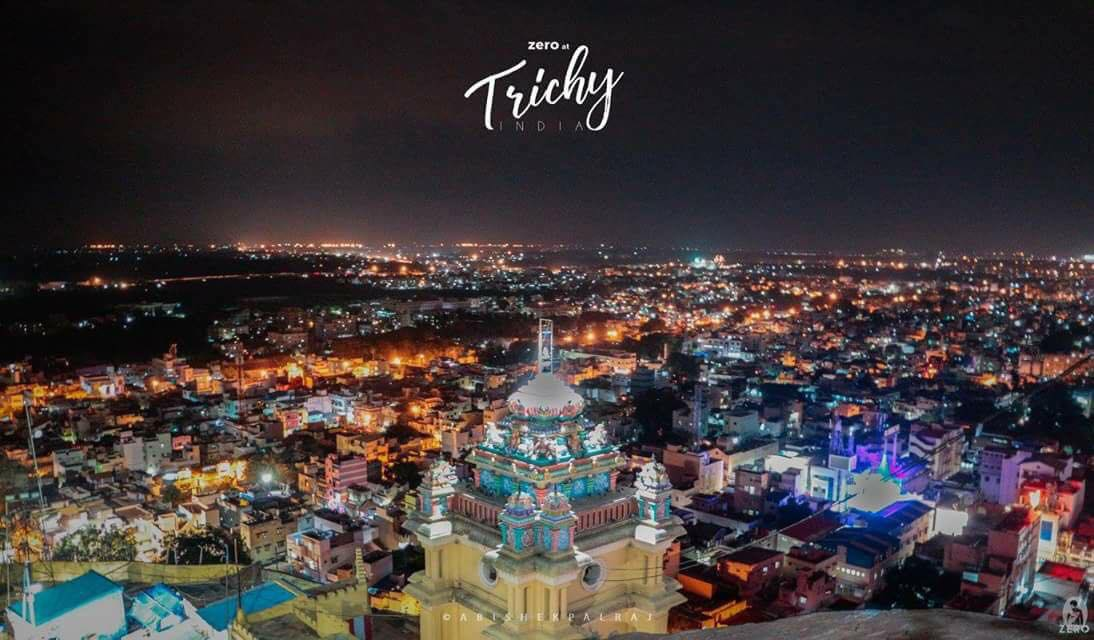 zero at
Trichy
INDIA
©ABISHEKPALRAJ
ZERO